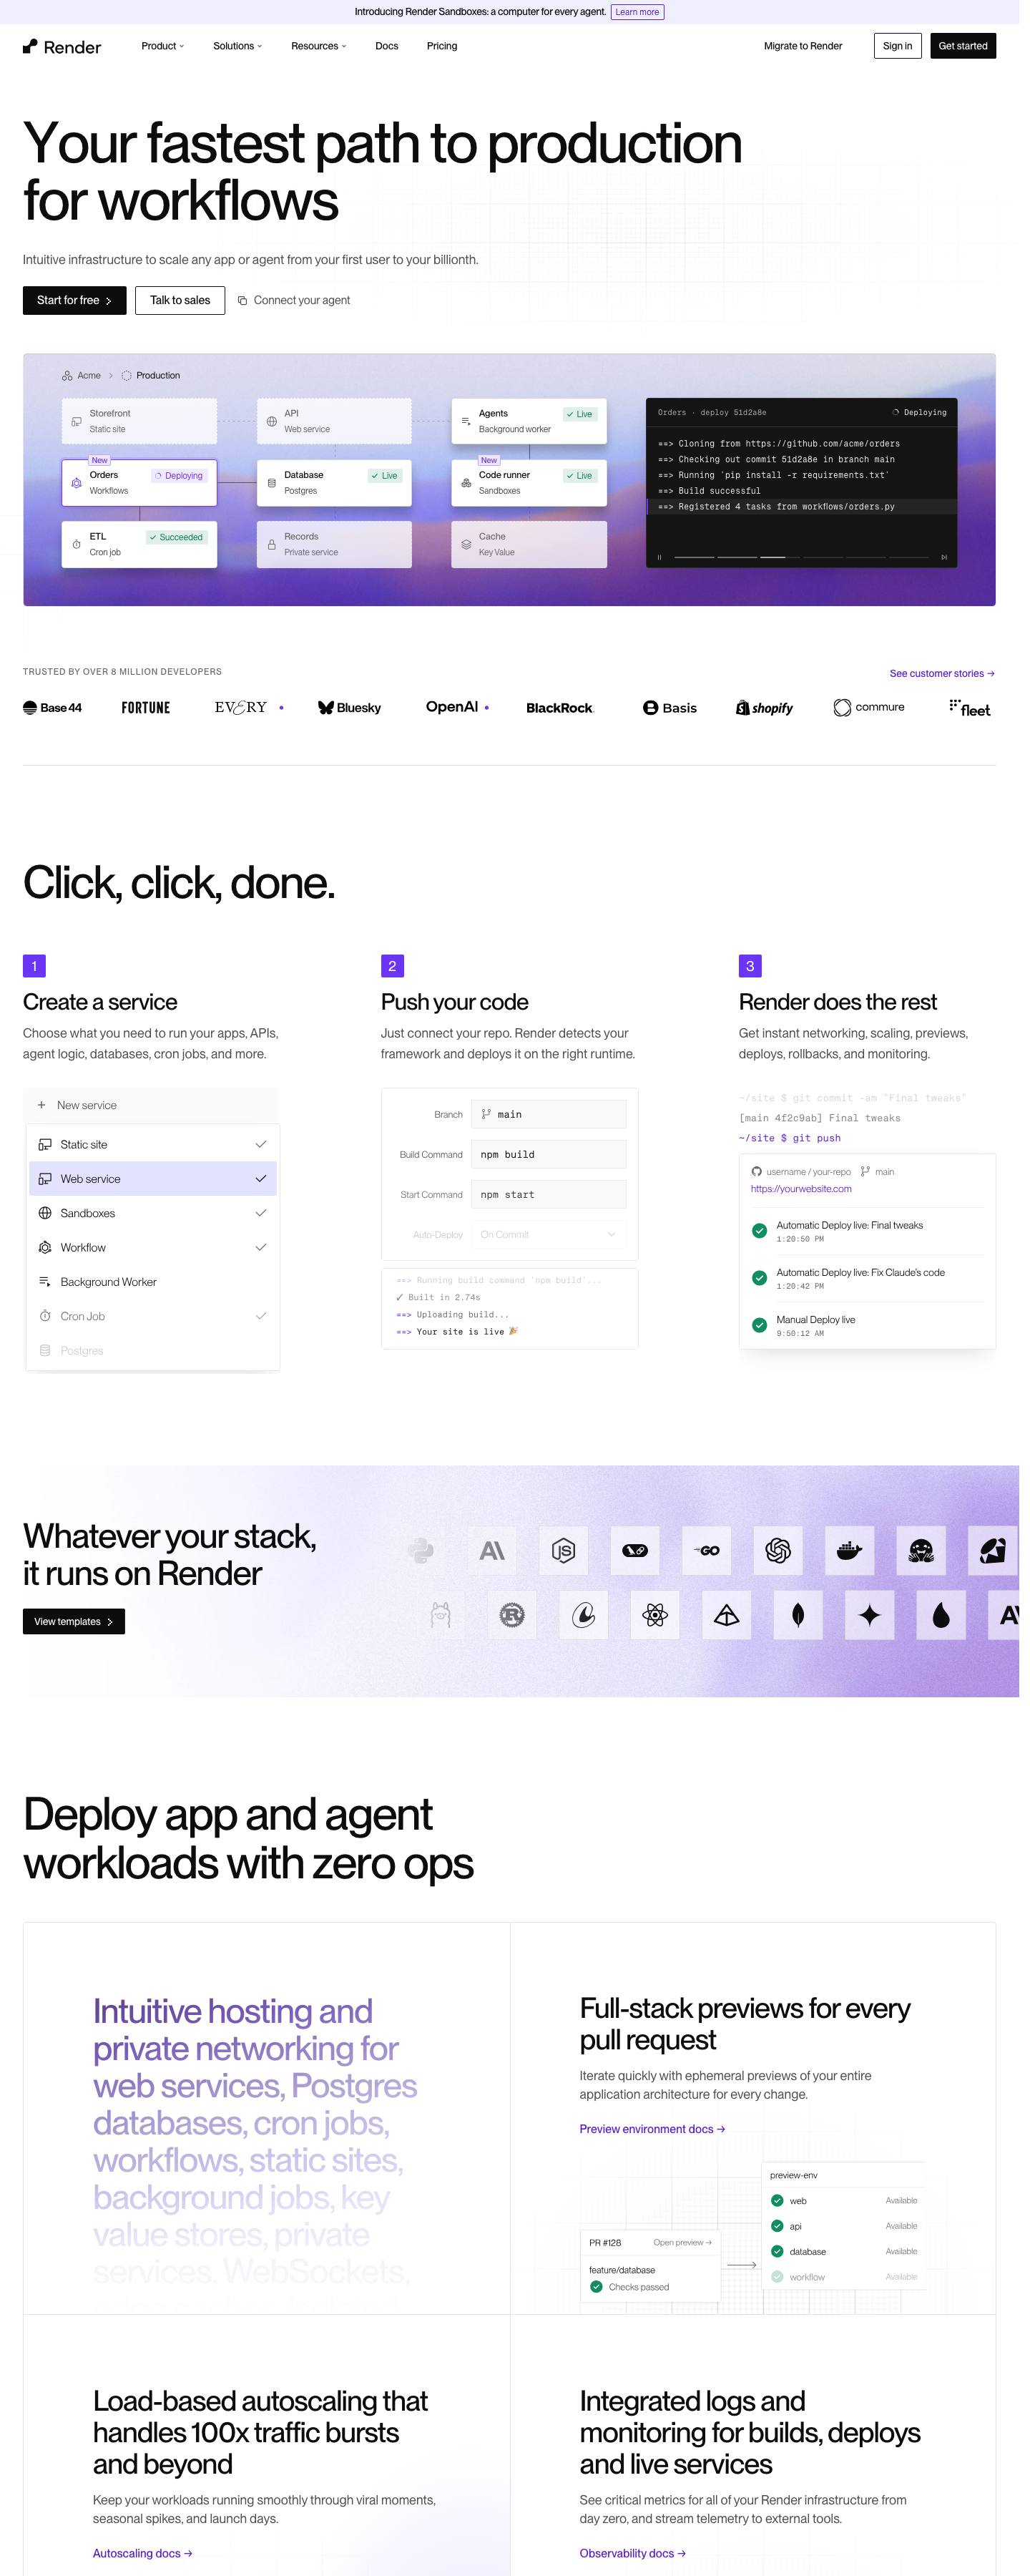 Introducing Render Sandboxes: a computer for every agent. Learn more
Render Product Solutions Resources Docs Pricing Migrate to Render Sign in Get started
Your fastest path to production
for workflows
Intuitive infrastructure to scale any app or agent from your first user to your billionth.
Start for free Talk to sales Connect your agent
Acme Production
Storefront
Static site
API
Web service
Agents
Background worker
Live
New
Orders
Workflows
Deploying
Database
Postgres
Live
New
Code runner
Sandboxes
Live
ETL
Cron job
Succeeded
Records
Private service
Cache
Key Value
Orders · deploy 51d2a8e Deploying
==> Cloning from https://github.com/acme/orders
==> Checking out commit 51d2a8e in branch main
==> Running 'pip install -r requirements.txt'
==> Build successful
==> Registered 4 tasks from workflows/orders.py
TRUSTED BY OVER 8 MILLION DEVELOPERS
See customer stories →
Base44 FORTUNE EVERY Bluesky OpenAI BlackRock Basis shopify commure fleet
Click, click, done.
1
Create a service
Choose what you need to run your apps, APIs,
agent logic, databases, cron jobs, and more.
+ New service
Static site
Web service
Sandboxes
Workflow
Background Worker
Cron Job
Postgres
2
Push your code
Just connect your repo. Render detects your
framework and deploys it on the right runtime.
Branch main
Build Command npm build
Start Command npm start
Auto-Deploy On Commit
==> Running build command 'npm build'...
✓ Built in 2.74s
==> Uploading build...
==> Your site is live 🎉
3
Render does the rest
Get instant networking, scaling, previews,
deploys, rollbacks, and monitoring.
~/site $ git commit -am "Final tweaks"
[main 4f2c9ab] Final tweaks
~/site $ git push
username / your-repo main
https://yourwebsite.com
Automatic Deploy live: Final tweaks
1:20:50 PM
Automatic Deploy live: Fix Claude's code
1:20:42 PM
Manual Deploy live
9:50:12 AM
Whatever your stack,
it runs on Render
View templates
GO
Deploy app and agent
workloads with zero ops
Intuitive hosting and
private networking for
web services, Postgres
databases, cron jobs,
workflows, static sites,
background jobs, key
value stores, private
services, WebSockets,
Full-stack previews for every
pull request
Iterate quickly with ephemeral previews of your entire
application architecture for every change.
Preview environment docs →
PR #128 Open preview →
feature/database
Checks passed
preview-env
web Available
api Available
database Available
workflow Available
Load-based autoscaling that
handles 100x traffic bursts
and beyond
Keep your workloads running smoothly through viral moments,
seasonal spikes, and launch days.
Autoscaling docs →
Integrated logs and
monitoring for builds, deploys
and live services
See critical metrics for all of your Render infrastructure from
day zero, and stream telemetry to external tools.
Observability docs →